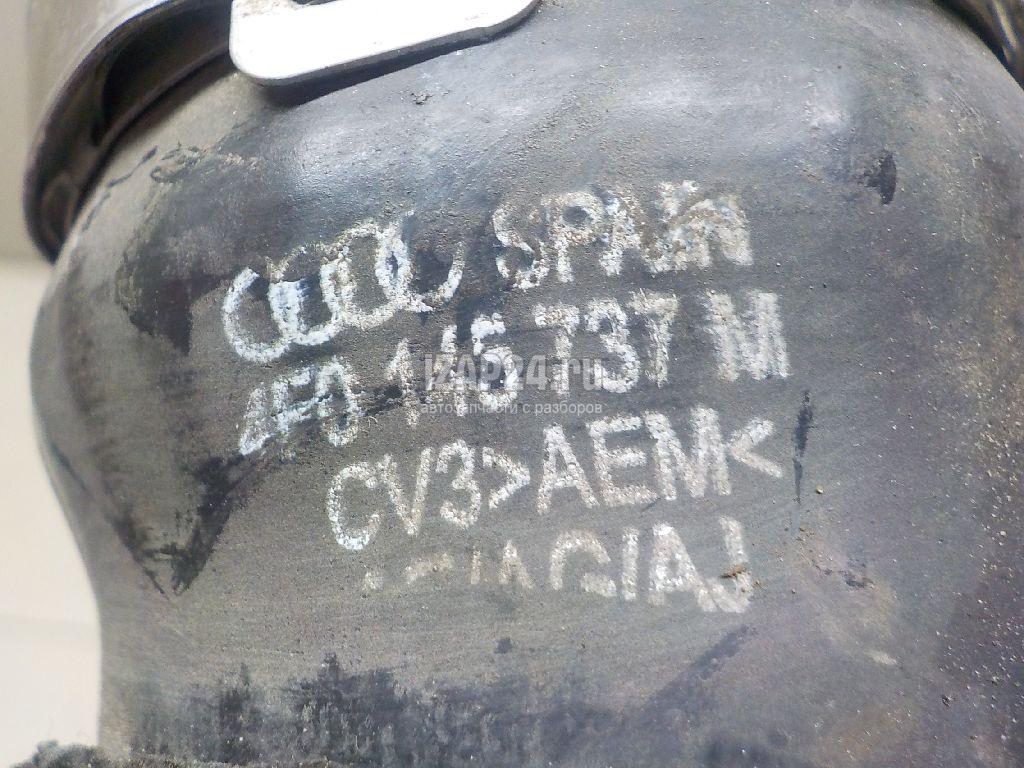 SPAIN
4F0 145 737 M
IZAP24.ru
автозапчасти с разборов
CV3>AEM<